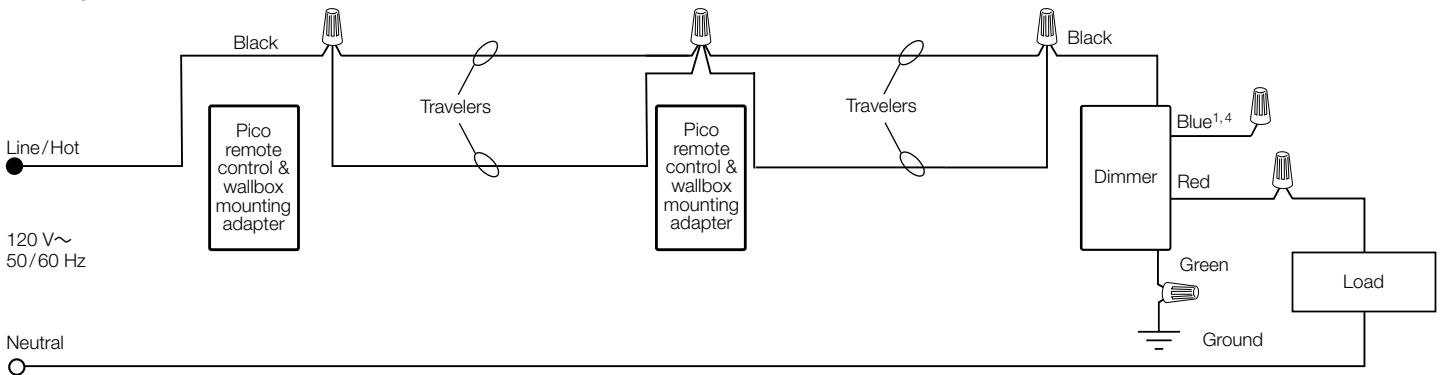 Black
Black
Travelers
Travelers
Line/Hot
Pico
remote
control &
wallbox
mounting
adapter
Pico
remote
control &
wallbox
mounting
adapter
Dimmer
Blue1, 4
Red
120 V~
50/60 Hz
Green
Load
Neutral
Ground